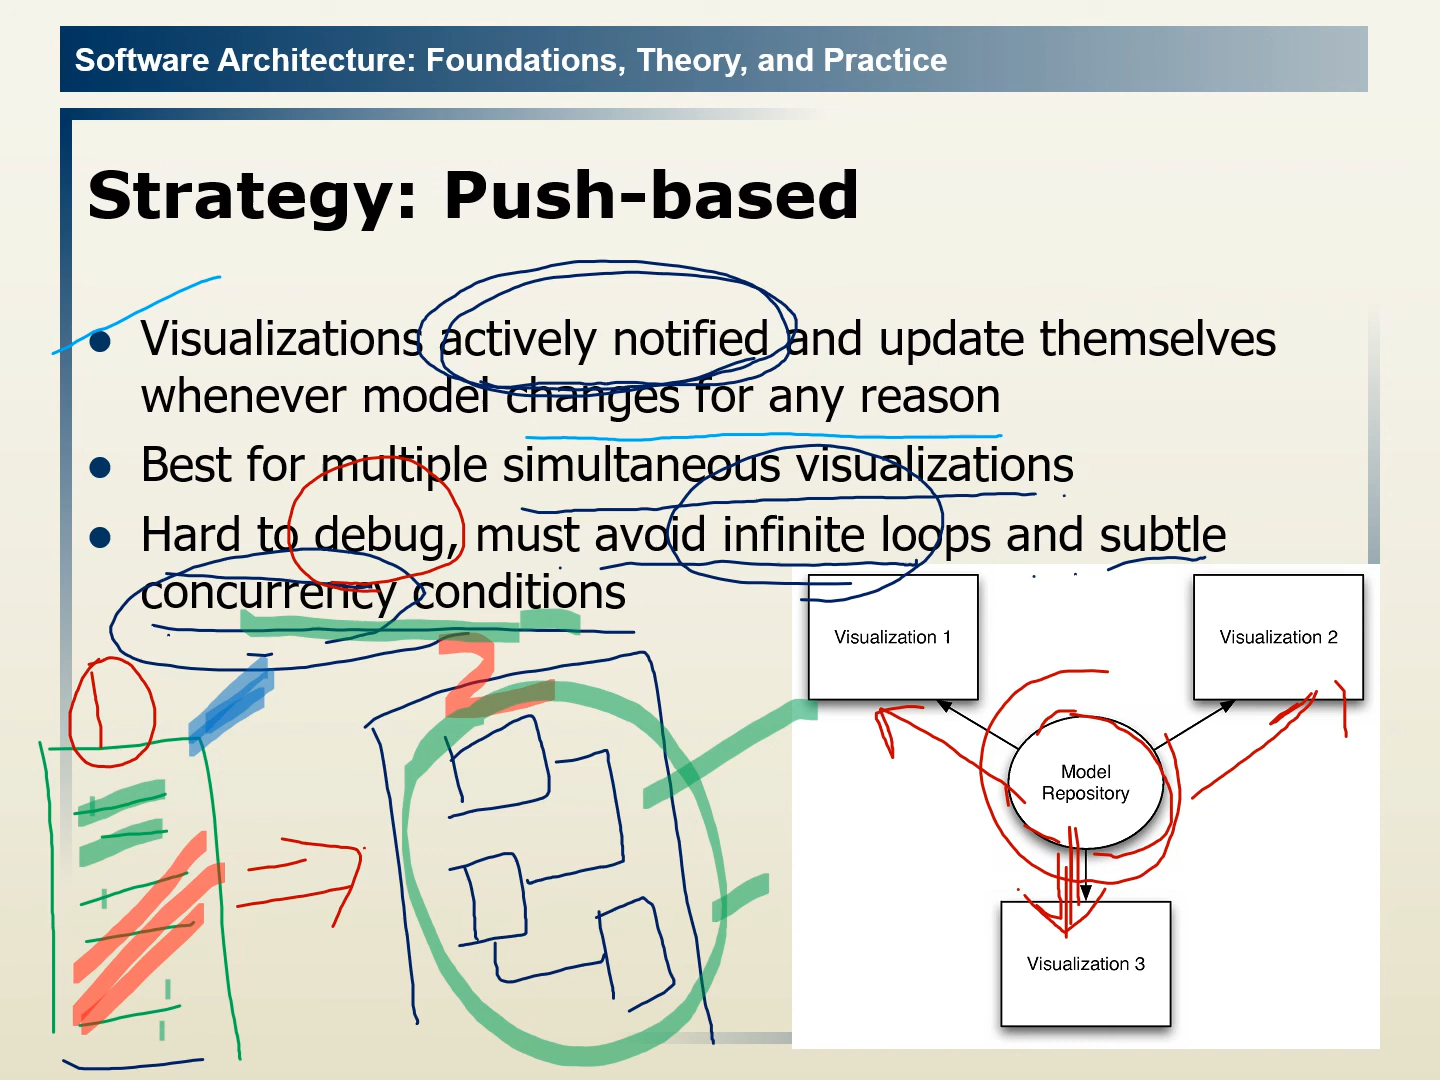 Software Architecture: Foundations, Theory, and Practice
Strategy: Push-based
● Visualizations actively notified and update themselves
whenever model changes for any reason
● Best for multiple simultaneous visualizations
● Hard to debug, must avoid infinite loops and subtle
concurrency conditions
1
2
Visualization 1
Visualization 2
Model
Repository
Visualization 3